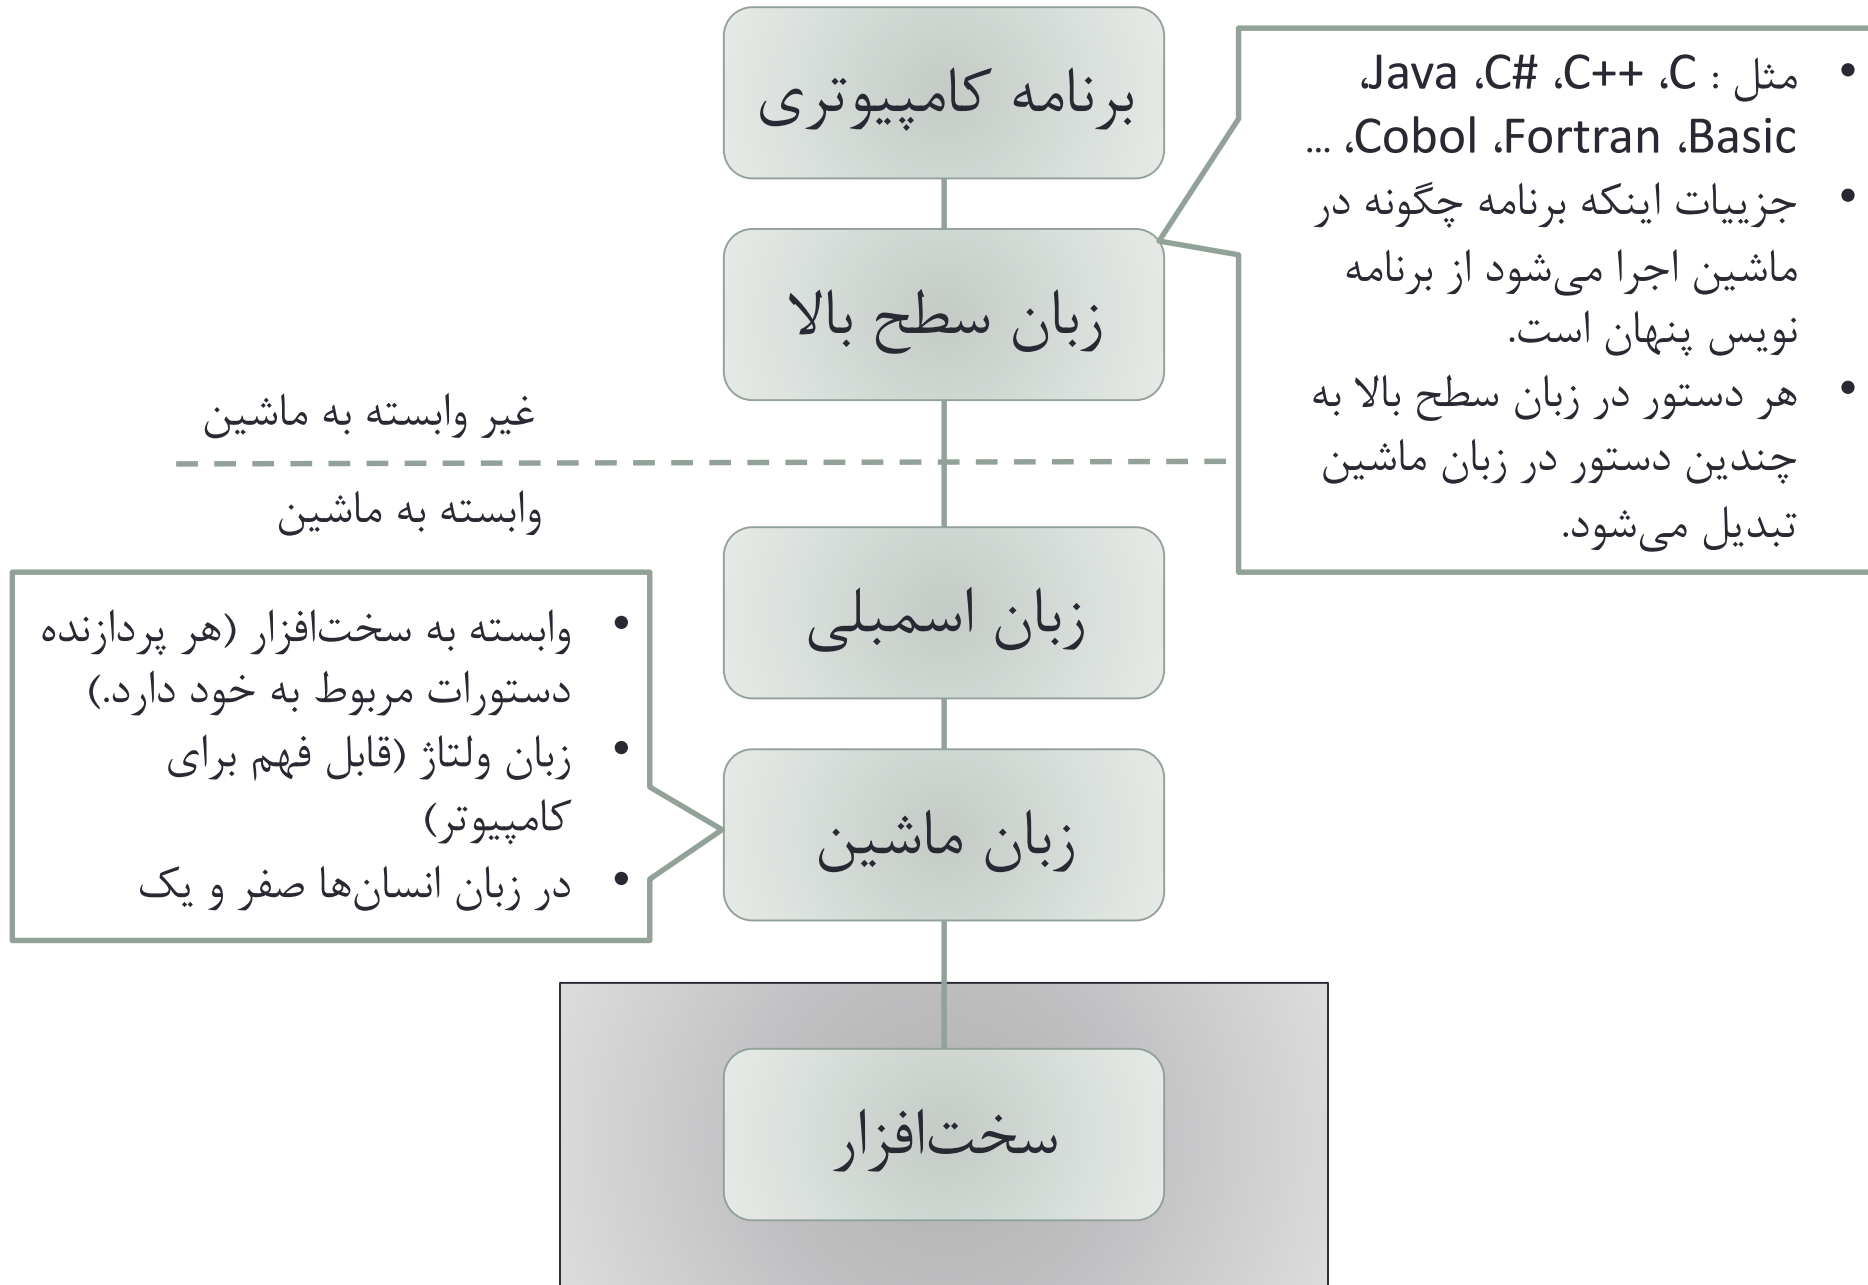 برنامه کامپیوتری
• مثل : C، C++، C#، Java،
Basic، Fortran، Cobol، ...
• جزییات اینکه برنامه چگونه در
ماشین اجرا می‌شود از برنامه
نویس پنهان است.
• هر دستور در زبان سطح بالا به
چندین دستور در زبان ماشین
تبدیل می‌شود.
زبان سطح بالا
غیر وابسته به ماشین
وابسته به ماشین
زبان اسمبلی
• وابسته به سخت‌افزار (هر پردازنده
دستورات مربوط به خود دارد.)
• زبان ولتاژ (قابل فهم برای
کامپیوتر)
• در زبان انسان‌ها صفر و یک
زبان ماشین
سخت‌افزار